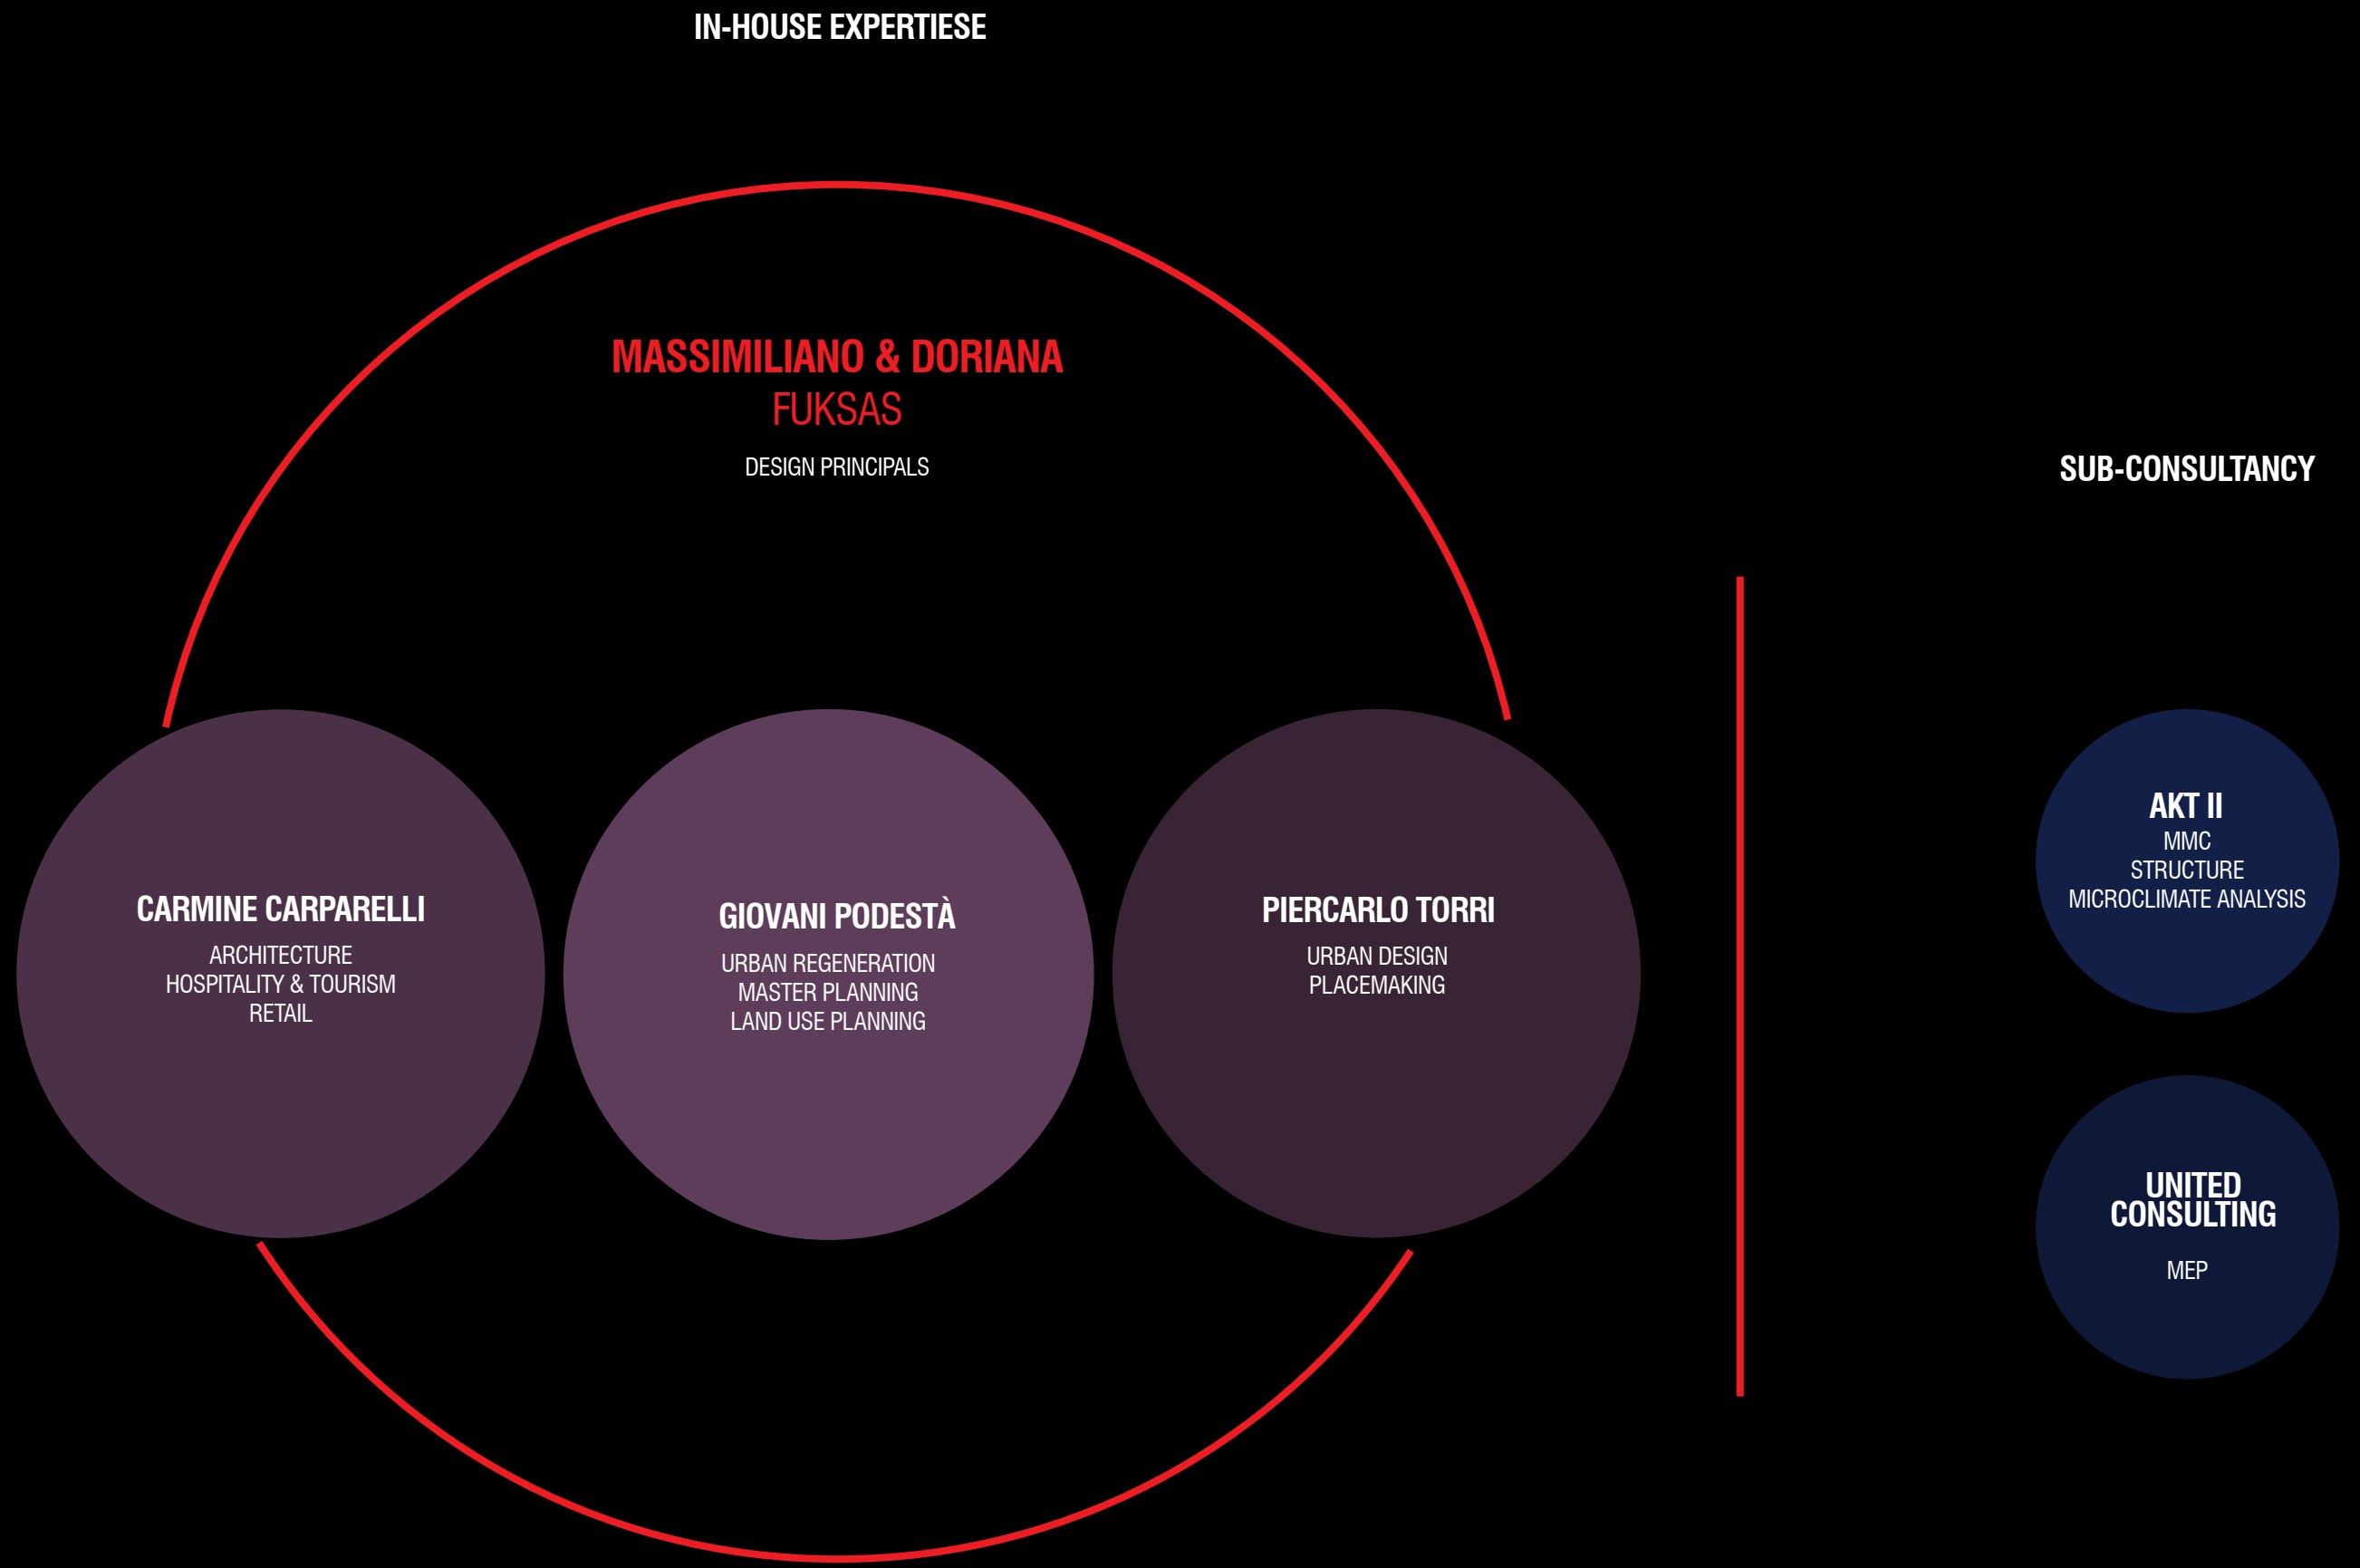 IN-HOUSE EXPERTIESE
MASSIMILIANO & DORIANA
FUKSAS
DESIGN PRINCIPALS
CARMINE CARPARELLI
ARCHITECTURE
HOSPITALITY & TOURISM
RETAIL
GIOVANI PODESTÀ
URBAN REGENERATION
MASTER PLANNING
LAND USE PLANNING
PIERCARLO TORRI
URBAN DESIGN
PLACEMAKING
SUB-CONSULTANCY
AKT II
MMC
STRUCTURE
MICROCLIMATE ANALYSIS
UNITED
CONSULTING
MEP